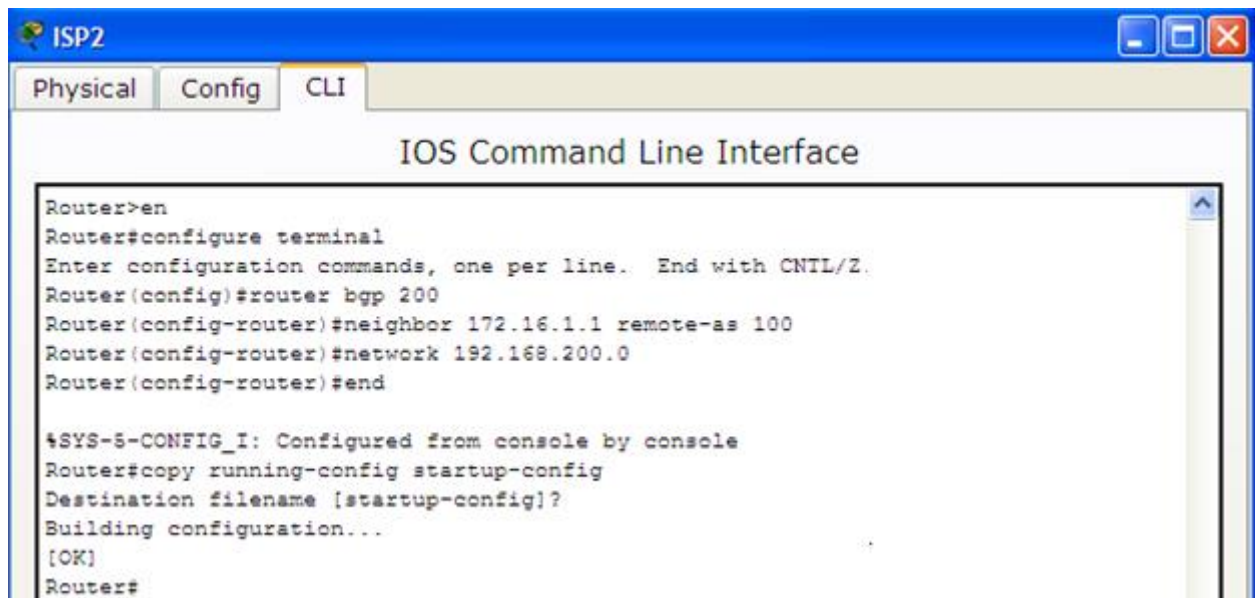 ISP2
Physical Config CLI
IOS Command Line Interface
Router>en
Router#configure terminal
Enter configuration commands, one per line. End with CNTL/Z.
Router(config)#router bgp 200
Router(config-router)#neighbor 172.16.1.1 remote-as 100
Router(config-router)#network 192.168.200.0
Router(config-router)#end
%SYS-5-CONFIG_I: Configured from console by console
Router#copy running-config startup-config
Destination filename [startup-config]?
Building configuration...
[OK]
Router#